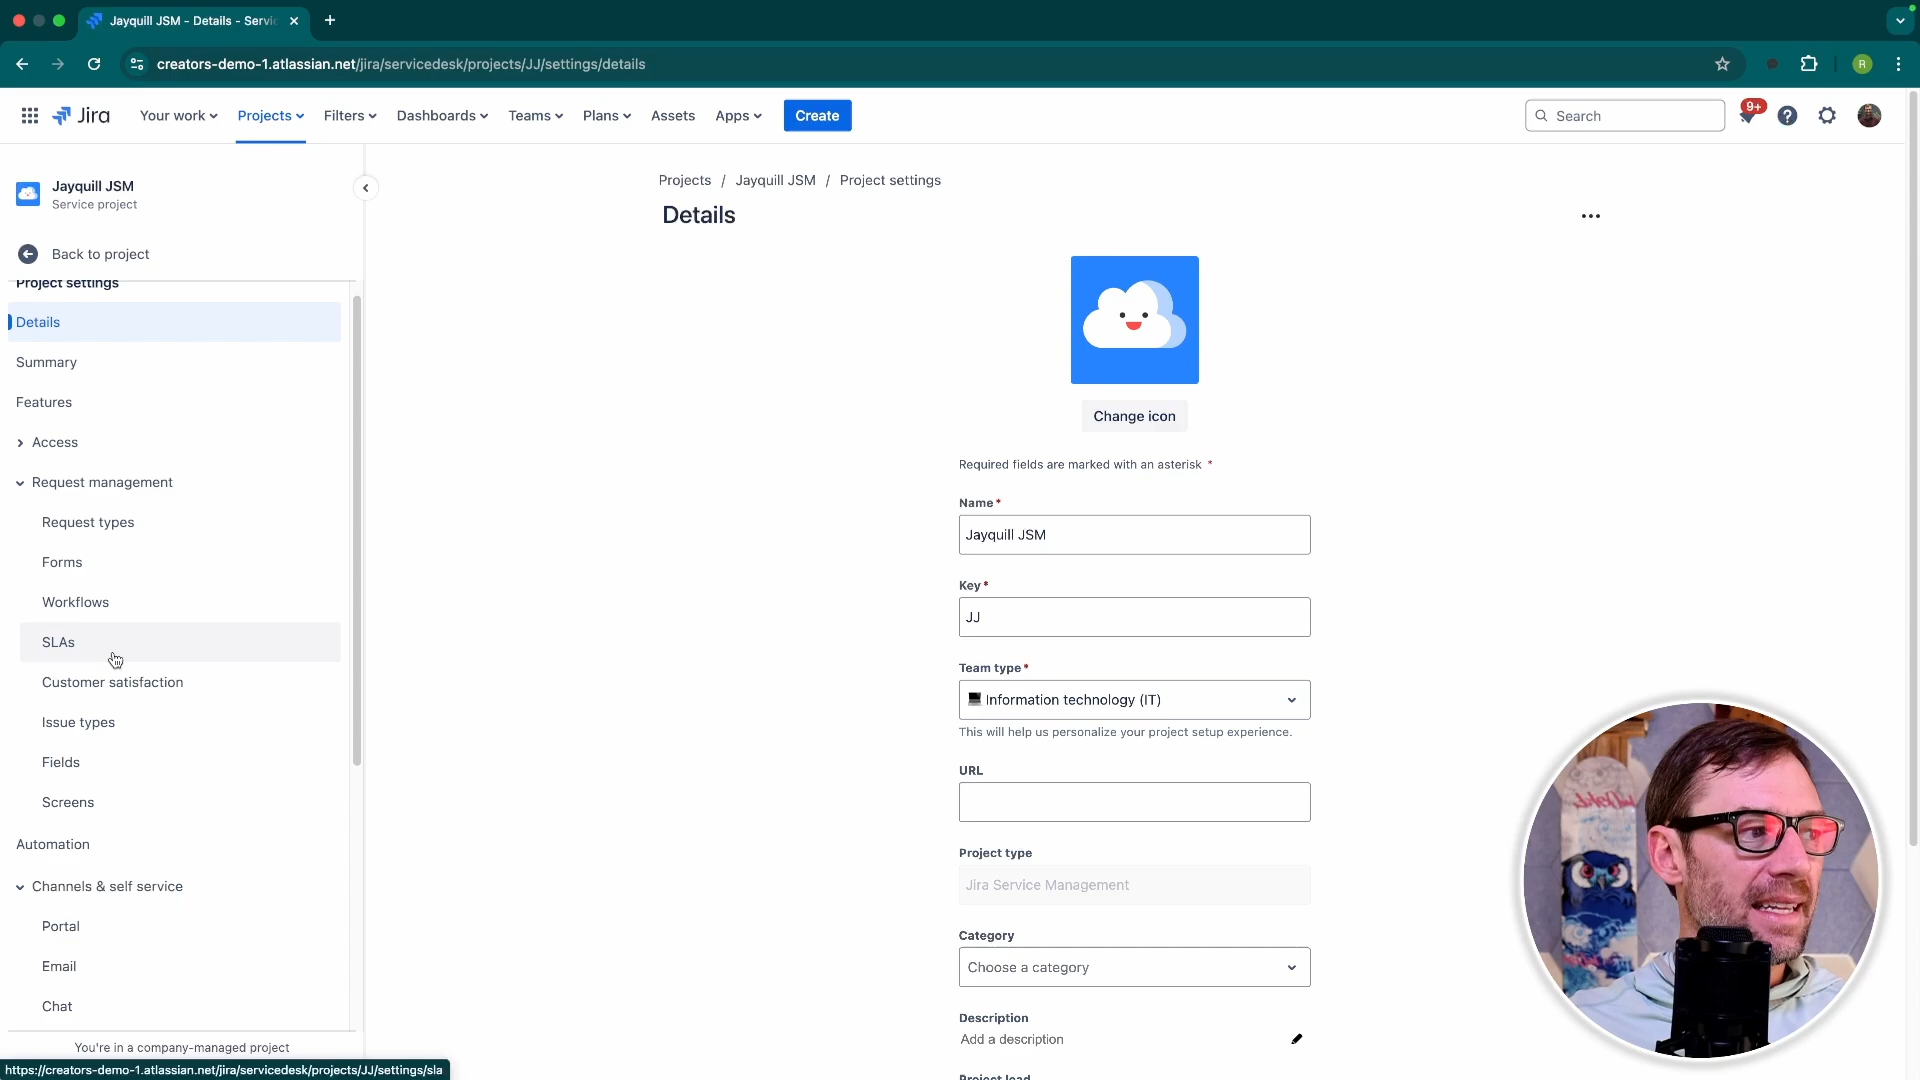 Jayquill JSM - Details - Servic
creators-demo-1.atlassian.net/jira/servicedesk/projects/JJ/settings/details
R
Jira
Your work
Projects
Filters
Dashboards
Teams
Plans
Assets
Apps
Create
Search
9+
Jayquill JSM
Service project
Back to project
Project settings
Details
Summary
Features
Access
Request management
Request types
Forms
Workflows
SLAs
Customer satisfaction
Issue types
Fields
Screens
Automation
Channels & self service
Portal
Email
Chat
You're in a company-managed project
https://creators-demo-1.atlassian.net/jira/servicedesk/projects/JJ/settings/sla
Projects / Jayquill JSM / Project settings
Details
Change icon
Required fields are marked with an asterisk *
Name *
Jayquill JSM
Key *
JJ
Team type *
Information technology (IT)
This will help us personalize your project setup experience.
URL
Project type
Jira Service Management
Category
Choose a category
Description
Add a description
Project lead